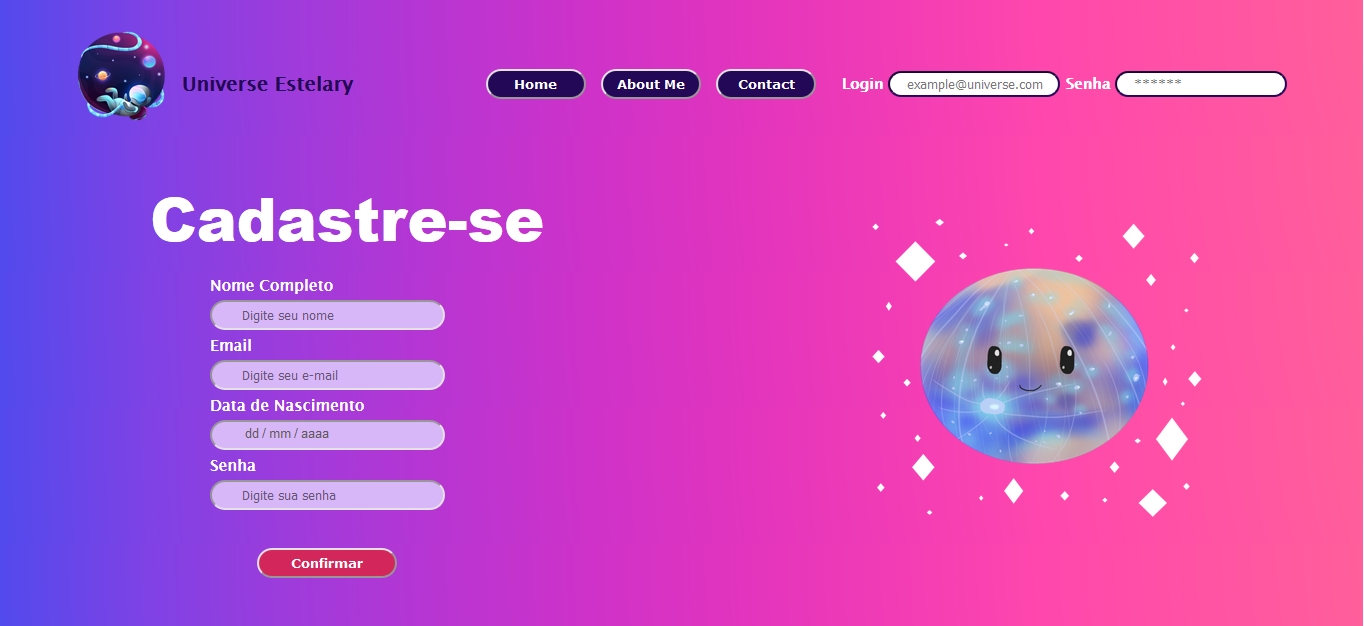 Universe Estelary
Home
About Me
Contact
Login
example@universe.com
Senha
******
Cadastre-se
Nome Completo
Digite seu nome
Email
Digite seu e-mail
Data de Nascimento
dd / mm / aaaa
Senha
Digite sua senha
Confirmar